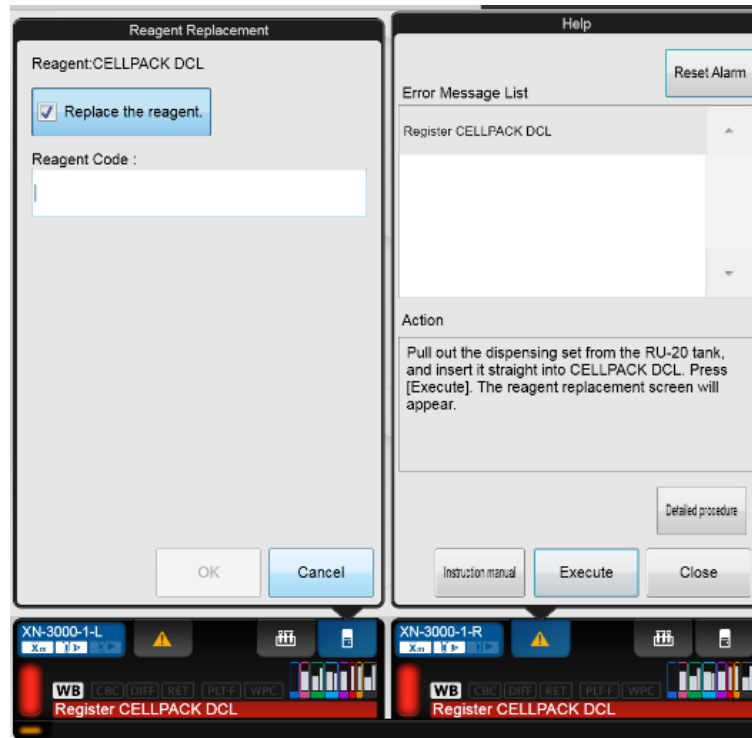 Reagent Replacement
Reagent:CELLPACK DCL
Replace the reagent.
Reagent Code :
OK
Cancel
Help
Reset Alarm
Error Message List
Register CELLPACK DCL
Action
Pull out the dispensing set from the RU-20 tank,
and insert it straight into CELLPACK DCL. Press
[Execute]. The reagent replacement screen will
appear.
Detailed procedure
Instruction manual
Execute
Close
XN-3000-1-L
WB CBC DIFF RET PLT-F WPC
Register CELLPACK DCL
XN-3000-1-R
WB CBC DIFF RET PLT-F WPC
Register CELLPACK DCL